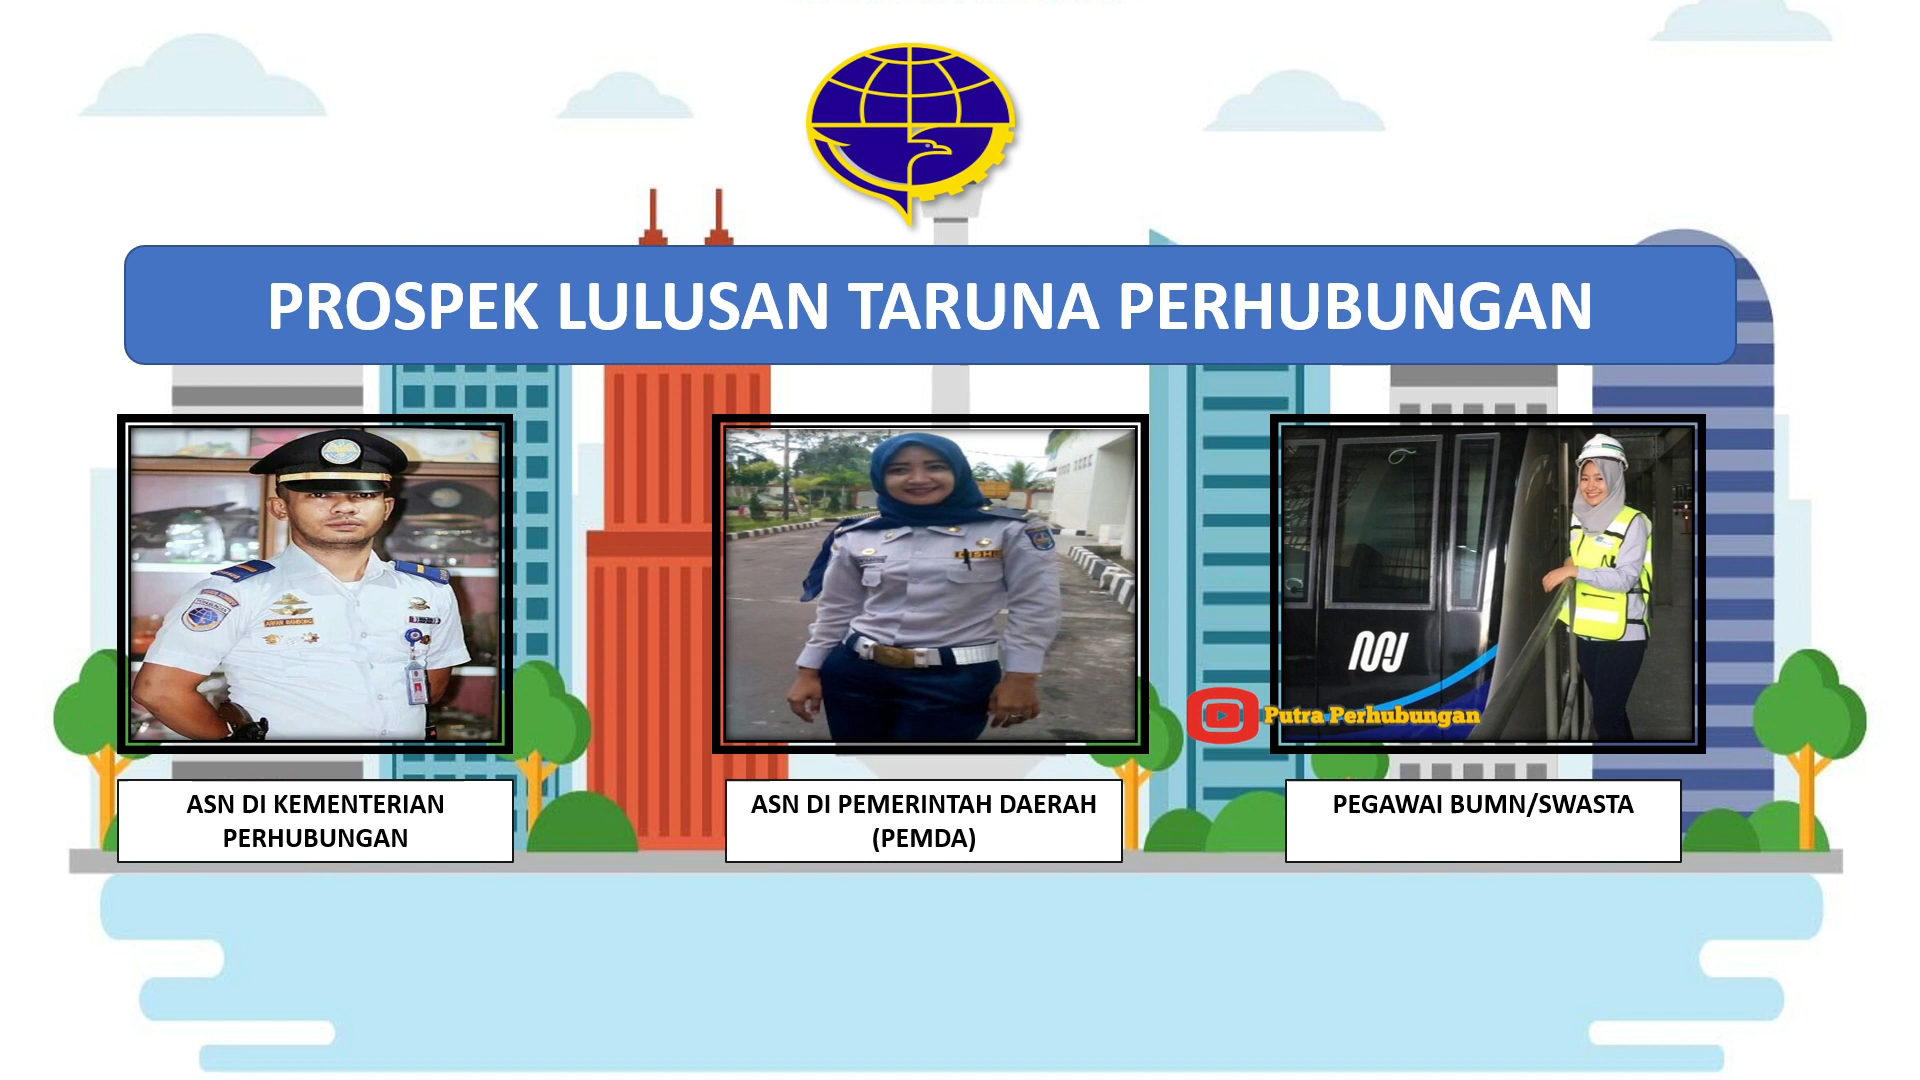 PROSPEK LULUSAN TARUNA PERHUBUNGAN
ASN DI KEMENTERIAN
PERHUBUNGAN
ASN DI PEMERINTAH DAERAH
(PEMDA)
Putra Perhubungan
PEGAWAI BUMN/SWASTA